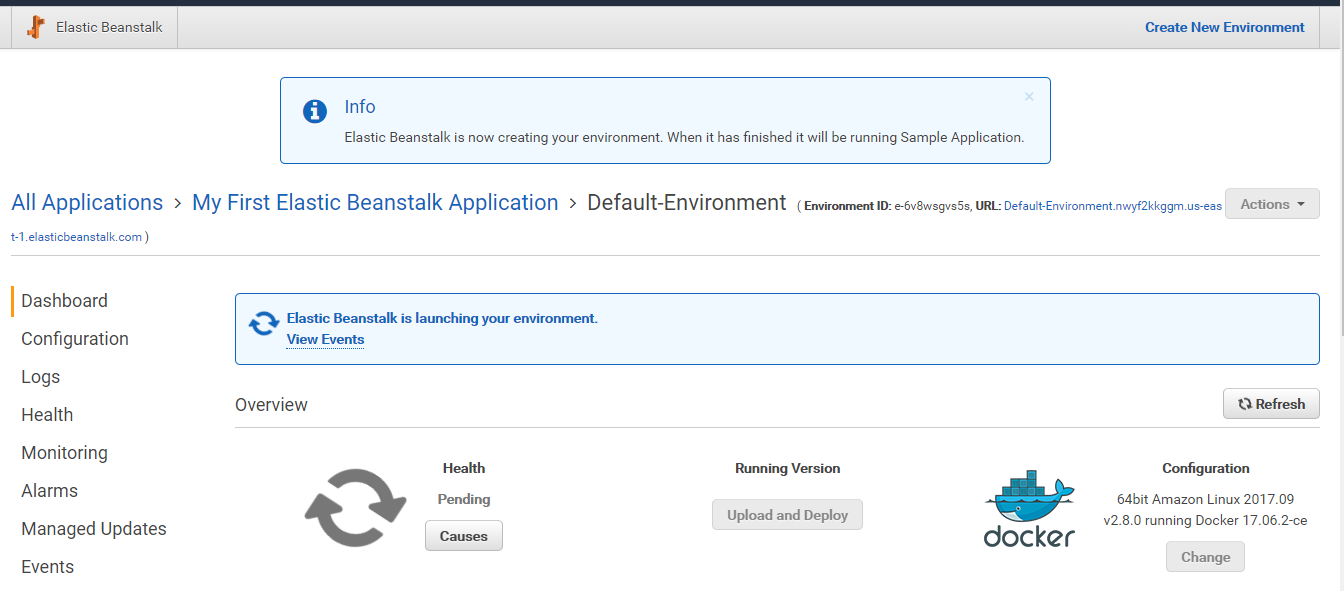 Elastic Beanstalk
Create New Environment
Info
×
Elastic Beanstalk is now creating your environment. When it has finished it will be running Sample Application.
All Applications > My First Elastic Beanstalk Application > Default-Environment ( Environment ID: e-6v8wsgvs5s, URL: Default-Environment.nwyf2kkggm.us-eas
t-1.elasticbeanstalk.com )
Actions
Dashboard
Configuration
Logs
Health
Monitoring
Alarms
Managed Updates
Events
Elastic Beanstalk is launching your environment.
View Events
Overview
Refresh
Health
Pending
Causes
Running Version
Upload and Deploy
docker
Configuration
64bit Amazon Linux 2017.09
v2.8.0 running Docker 17.06.2-ce
Change